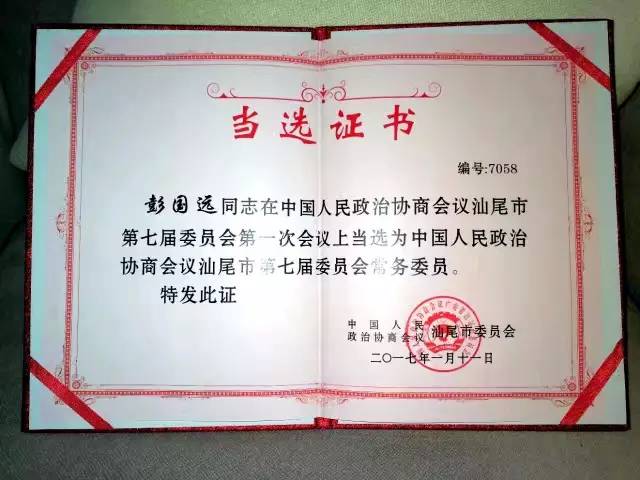 当选证书
编号:7058
彭国远同志在中国人民政治协商会议汕尾市
第七届委员会第一次会议上当选为中国人民政治
协商会议汕尾市第七届委员会常务委员。
特发此证
中国人民
政治协商会议 汕尾市委员会
二〇一七年一月十一日